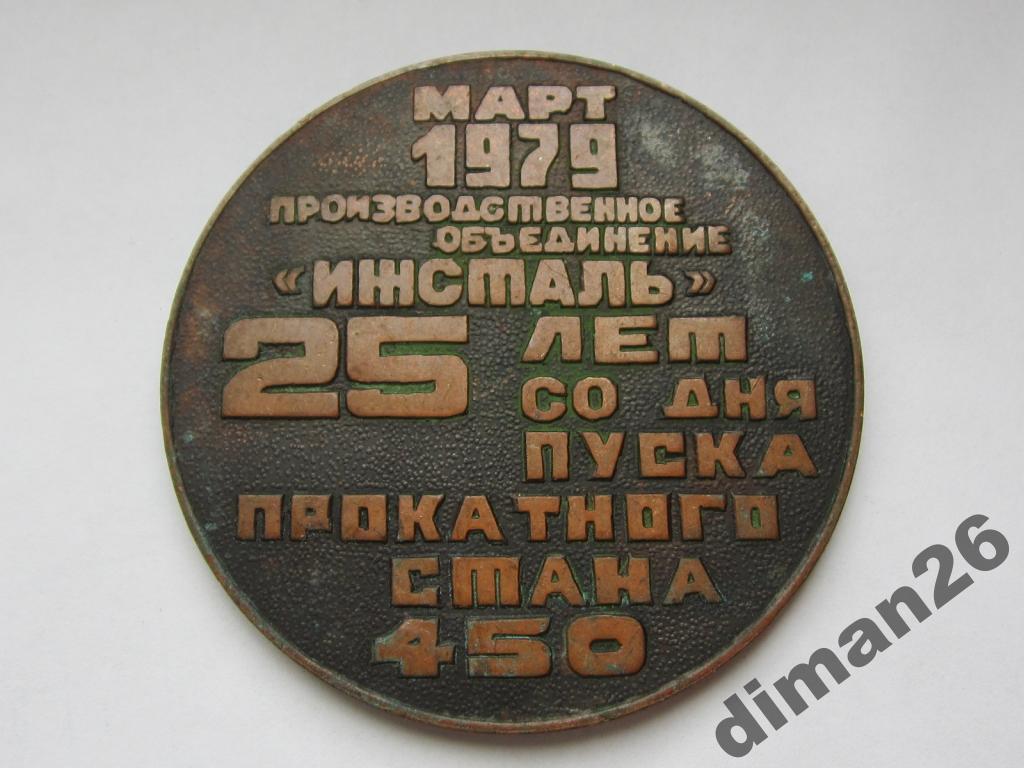 МАРТ
1979
ПРОИЗВОДСТВЕННОЕ
ОБЪЕДИНЕНИЕ
«ИЖСТАЛЬ»
25 ЛЕТ
СО ДНЯ
ПУСКА
ПРОКАТНОГО
СТАНА
450
diman26